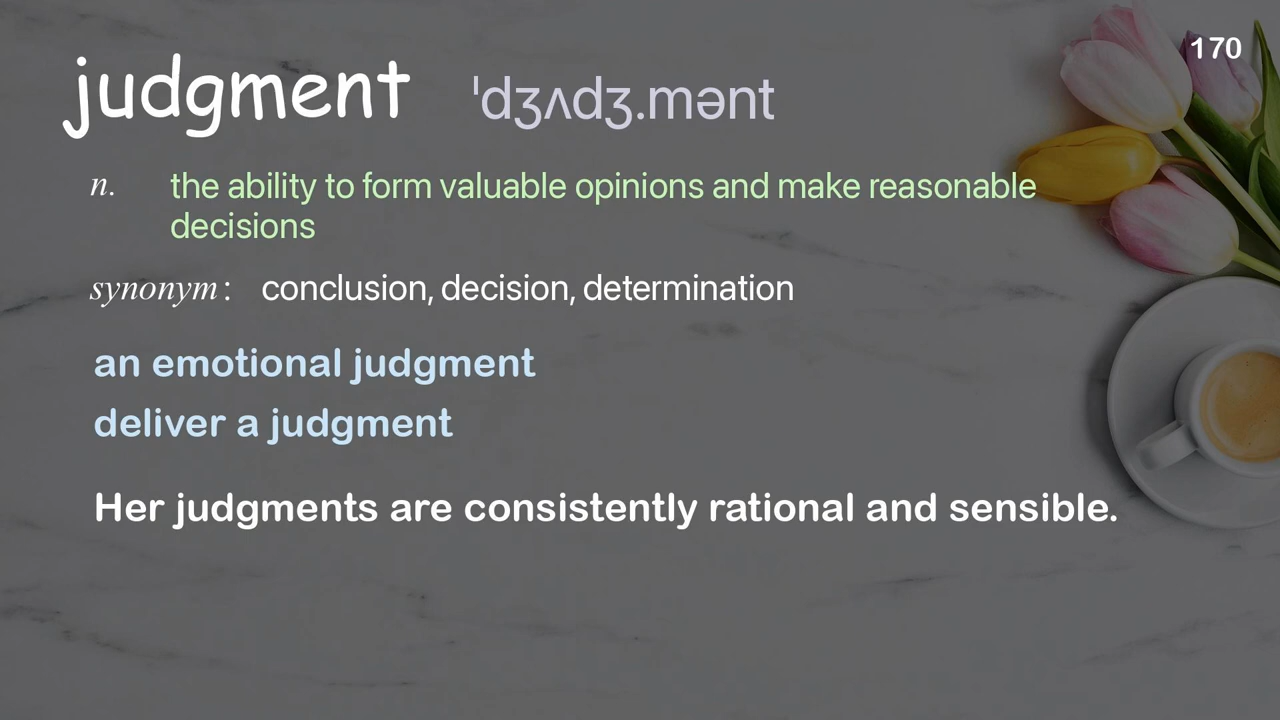 170
judgment ˈdʒʌdʒ.mənt
n. the ability to form valuable opinions and make reasonable
decisions
synonym : conclusion, decision, determination
an emotional judgment
deliver a judgment
Her judgments are consistently rational and sensible.